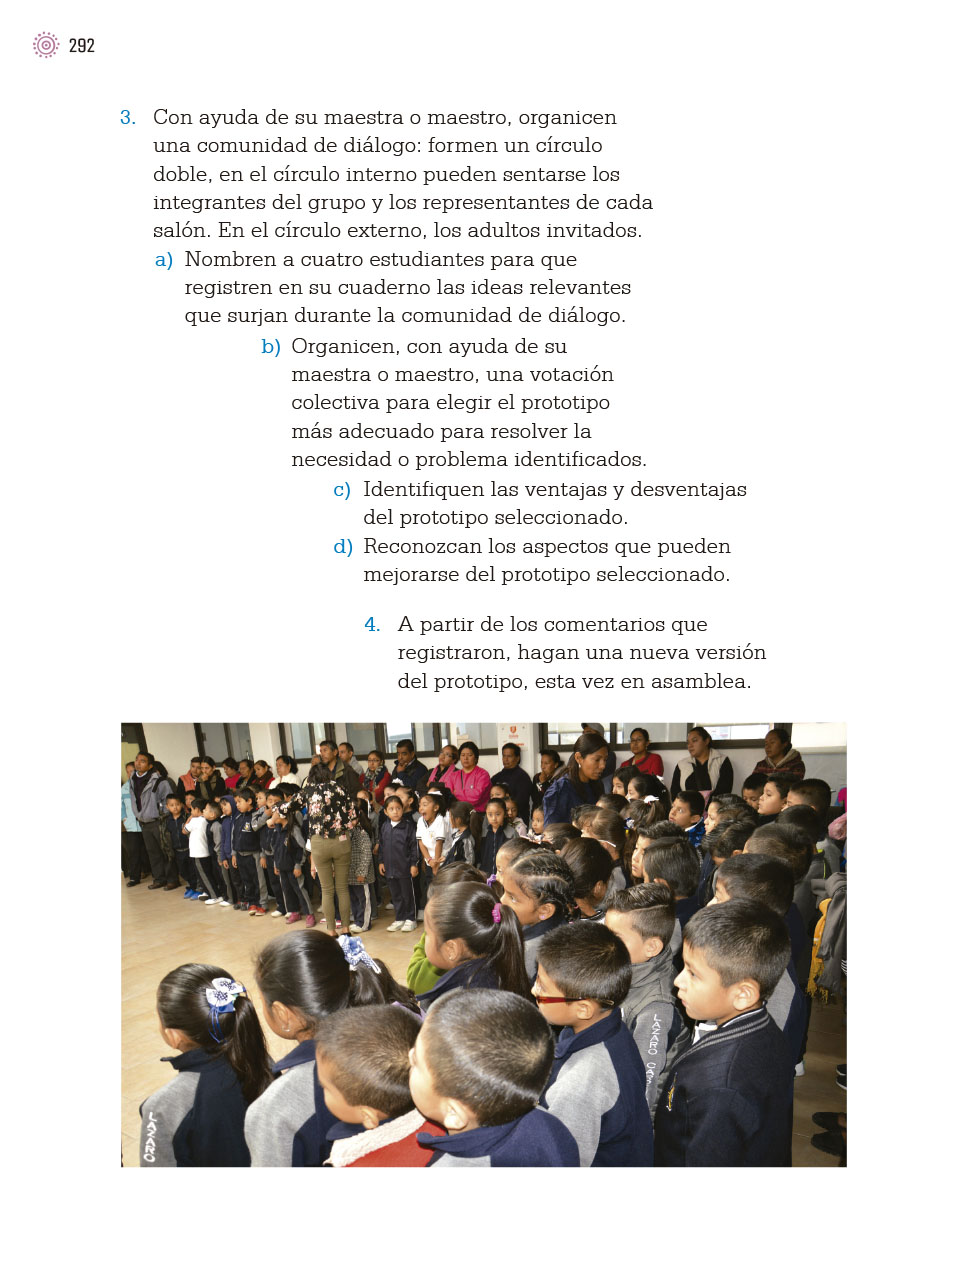 292
3. Con ayuda de su maestra o maestro, organicen
una comunidad de diálogo: formen un círculo
doble, en el círculo interno pueden sentarse los
integrantes del grupo y los representantes de cada
salón. En el círculo externo, los adultos invitados.
a) Nombren a cuatro estudiantes para que
registren en su cuaderno las ideas relevantes
que surjan durante la comunidad de diálogo.
b) Organicen, con ayuda de su
maestra o maestro, una votación
colectiva para elegir el prototipo
más adecuado para resolver la
necesidad o problema identificados.
c) Identifiquen las ventajas y desventajas
del prototipo seleccionado.
d) Reconozcan los aspectos que pueden
mejorarse del prototipo seleccionado.
4. A partir de los comentarios que
registraron, hagan una nueva versión
del prototipo, esta vez en asamblea.
LAZARO
LAZARO